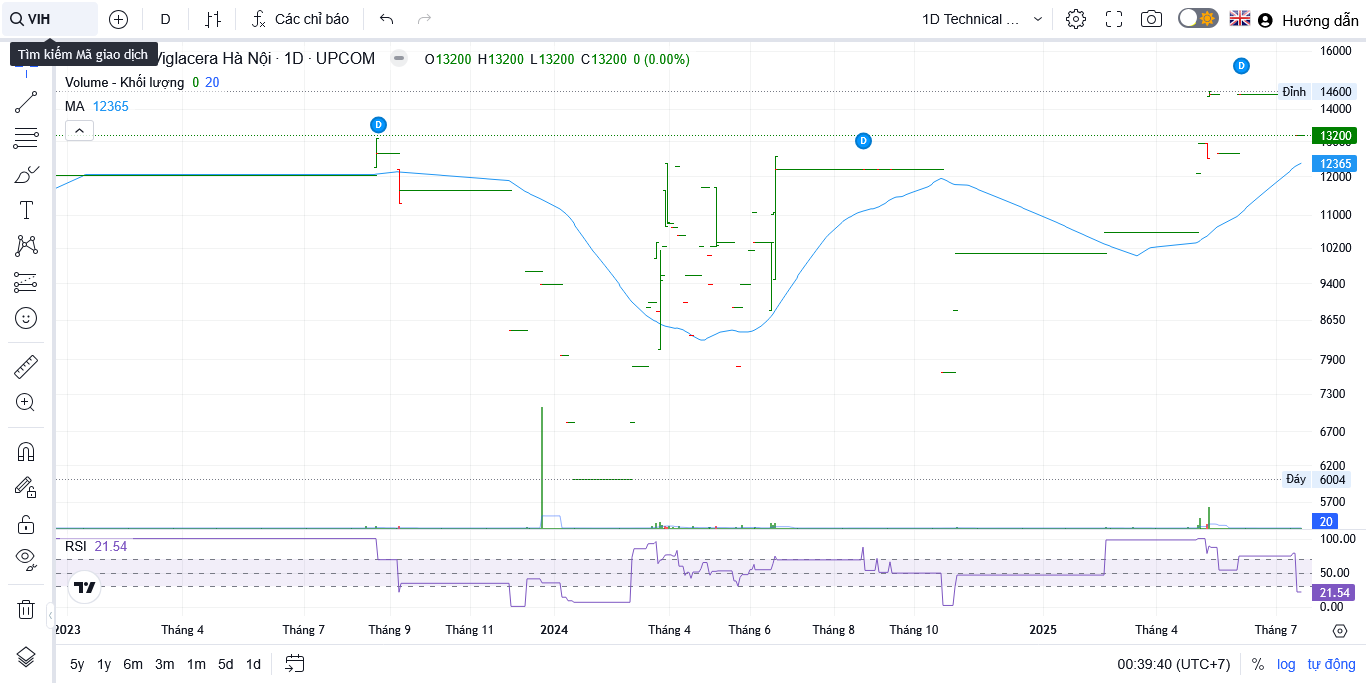 VIH
D
Các chỉ báo
1D Technical ...
Hướng dẫn
Tìm kiếm Mã giao dịch
Viglacera Hà Nội · 1D · UPCOM
O13200 H13200 L13200 C13200 0 (0.00%)
Volume - Khối lượng 0 20
MA 12365
D
D
D
16000
Đỉnh 14600
14000
13200
12365
12000
11000
10200
9400
8650
7900
7300
6700
6200
Đáy 6004
5700
20
RSI 21.54
100.00
50.00
21.54
0.00
2023
Tháng 4
Tháng 7
Tháng 9
Tháng 11
2024
Tháng 4
Tháng 6
Tháng 8
Tháng 10
2025
Tháng 4
Tháng 7
5y 1y 6m 3m 1m 5d 1d
00:39:40 (UTC+7)
% log tự động